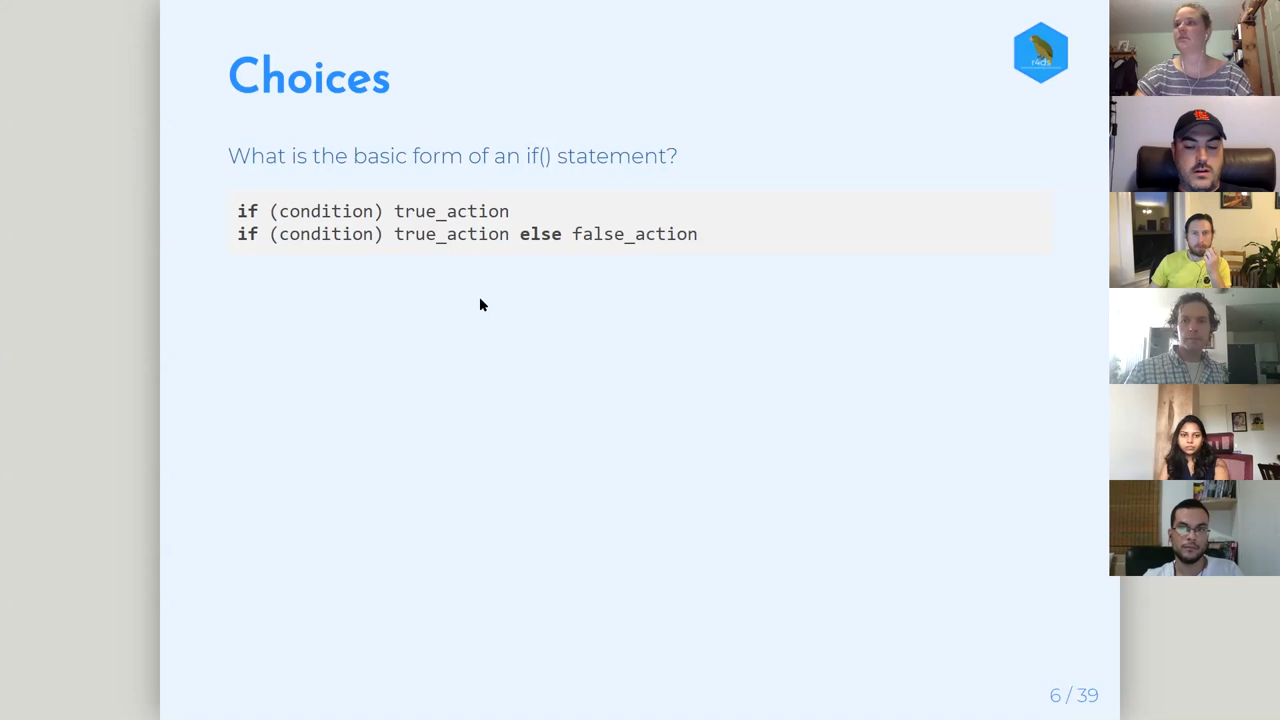 Choices
r4ds
What is the basic form of an if() statement?
if (condition) true_action
if (condition) true_action else false_action
6 / 39